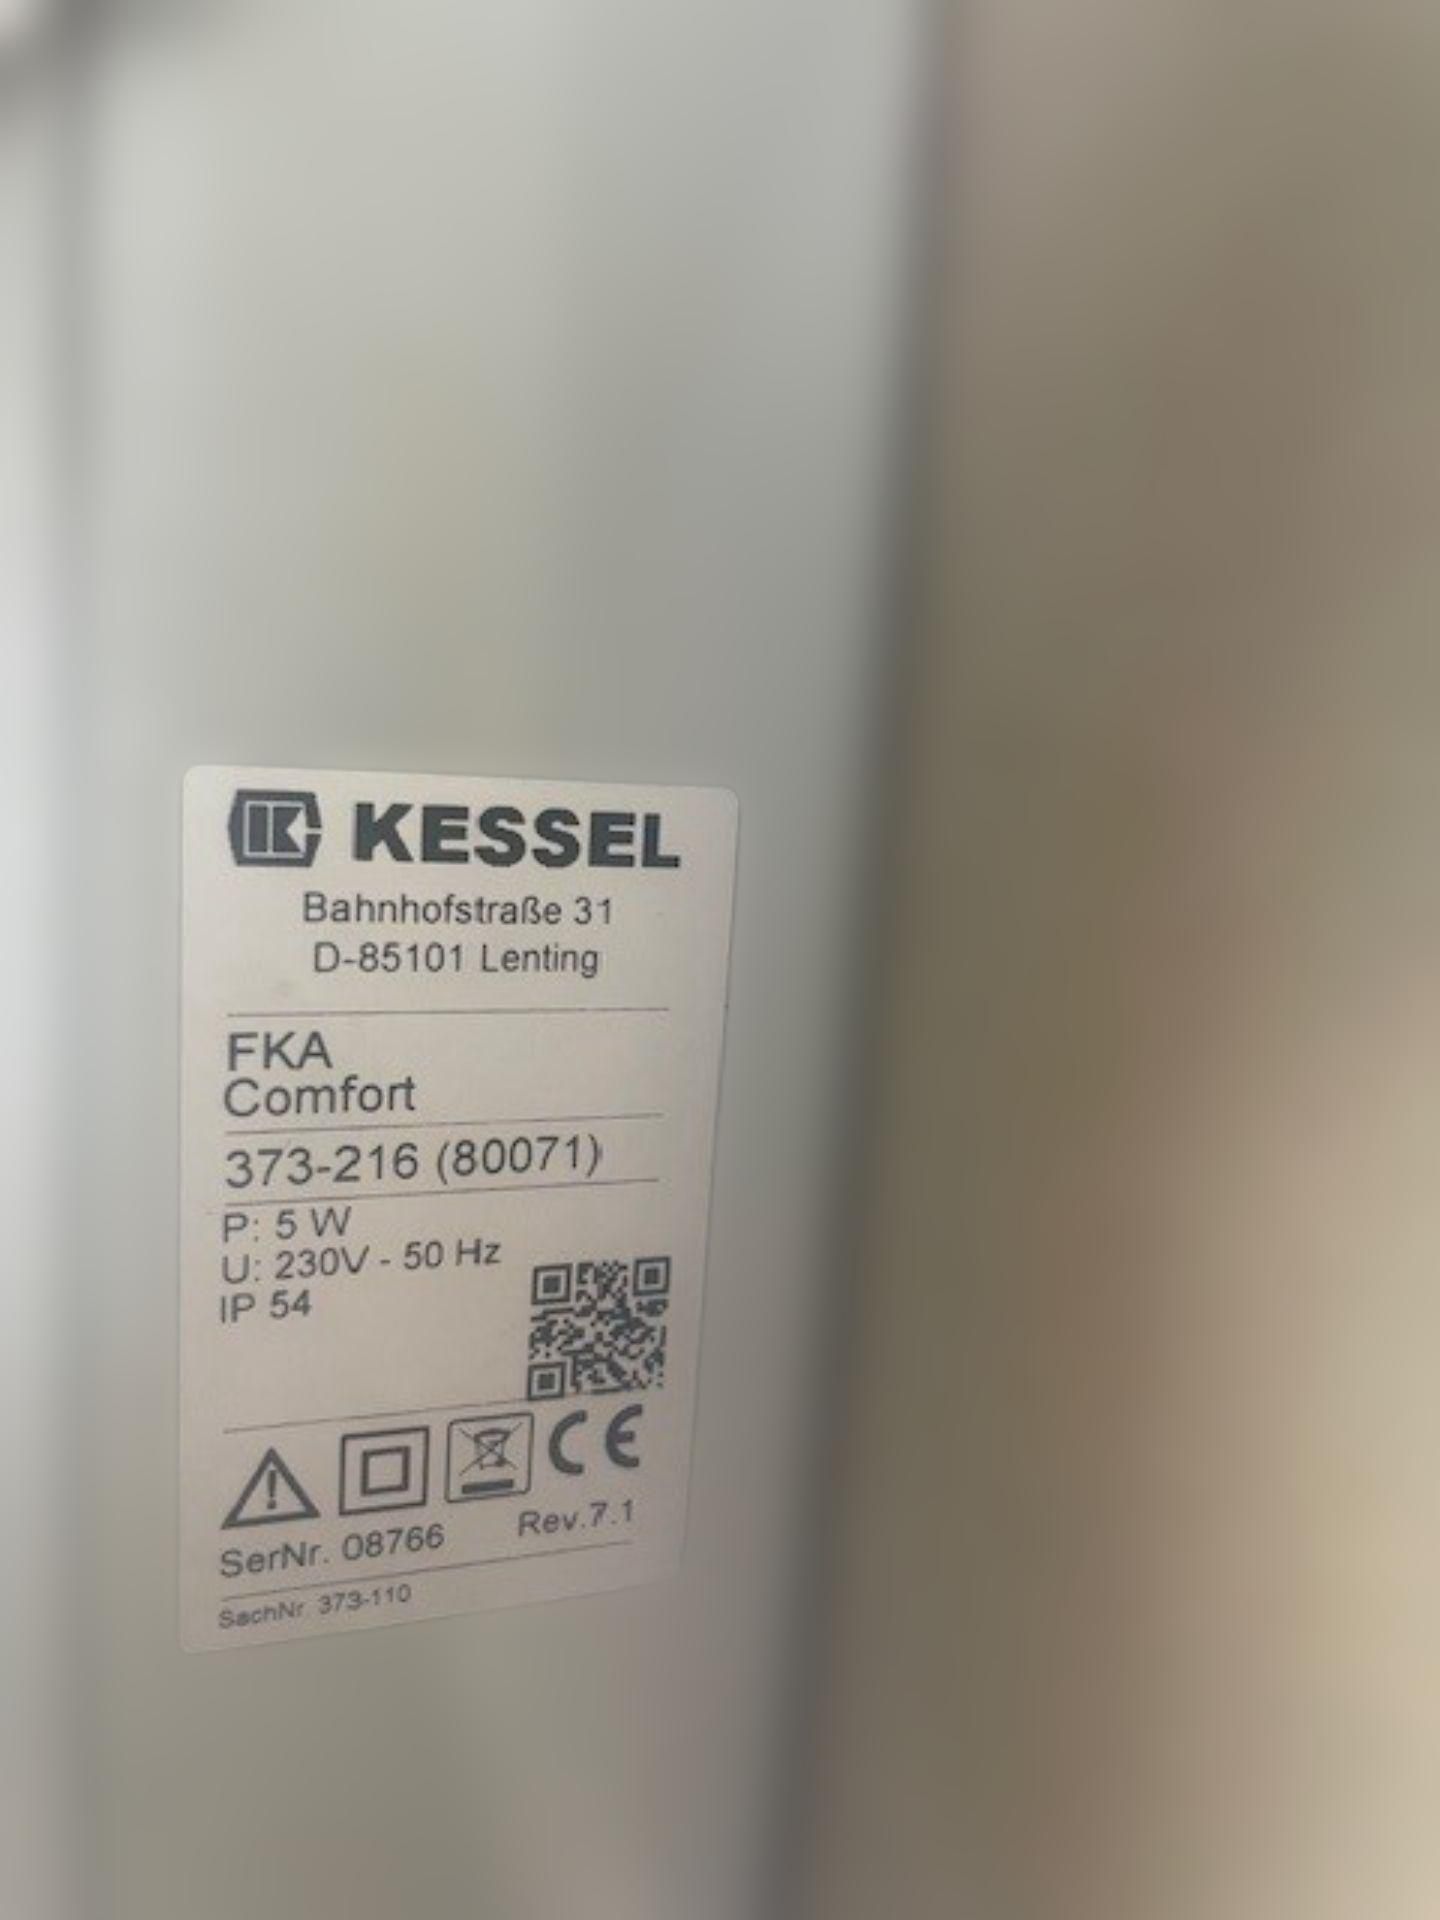 KESSEL
Bahnhofstraße 31
D-85101 Lenting
FKA
Comfort
373-216 (80071)
P: 5 W
U: 230V - 50 Hz
IP 54
CE
SerNr. 08766 Rev.7.1
SachNr 373-110